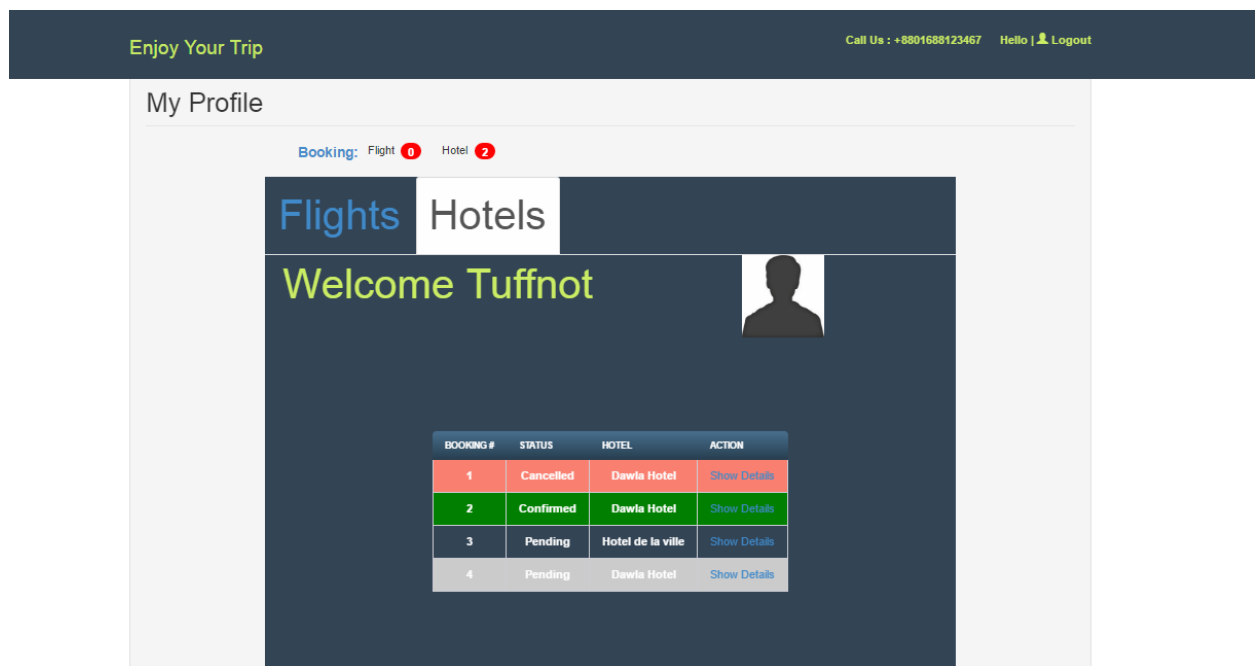 Enjoy Your Trip
Call Us : +8801688123467 Hello | Logout
My Profile
Booking: Flight 0 Hotel 2
Flights Hotels
Welcome Tuffnot
BOOKING # STATUS HOTEL ACTION
1 Cancelled Dawla Hotel Show Details
2 Confirmed Dawla Hotel Show Details
3 Pending Hotel de la ville Show Details
4 Pending Dawla Hotel Show Details